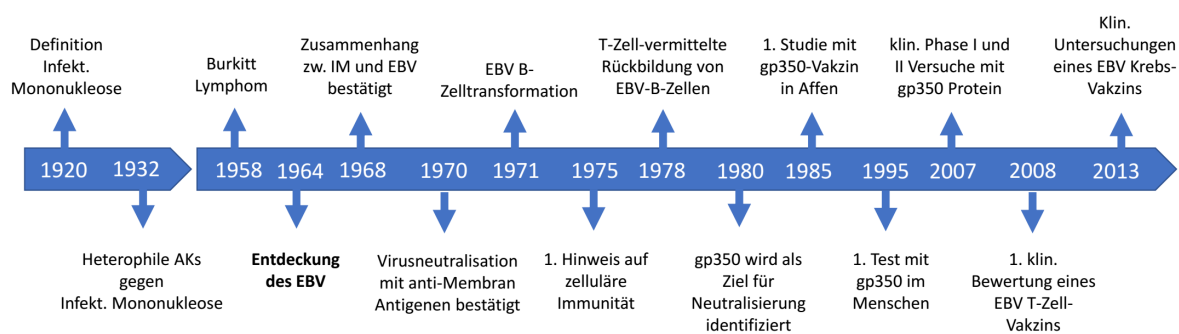 Definition
Infekt.
Mononukleose
Burkitt
Lymphom
Zusammenhang
zw. IM und EBV
bestätigt
EBV B-
Zelltransformation
T-Zell-vermittelte
Rückbildung von
EBV-B-Zellen
1. Studie mit
gp350-Vakzin
in Affen
klin. Phase I und
II Versuche mit
gp350 Protein
Klin.
Untersuchungen
eines EBV Krebs-
Vakzins
1920 1932 1958 1964 1968 1970 1971 1975 1978 1980 1985 1995 2007 2008 2013
Heterophile AKs
gegen
Infekt. Mononukleose
Entdeckung
des EBV
Virusneutralisation
mit anti-Membran
Antigenen bestätigt
1. Hinweis auf
zelluläre
Immunität
gp350 wird als
Ziel für
Neutralisierung
identifiziert
1. Test mit
gp350 im
Menschen
1. klin.
Bewertung eines
EBV T-Zell-
Vakzins